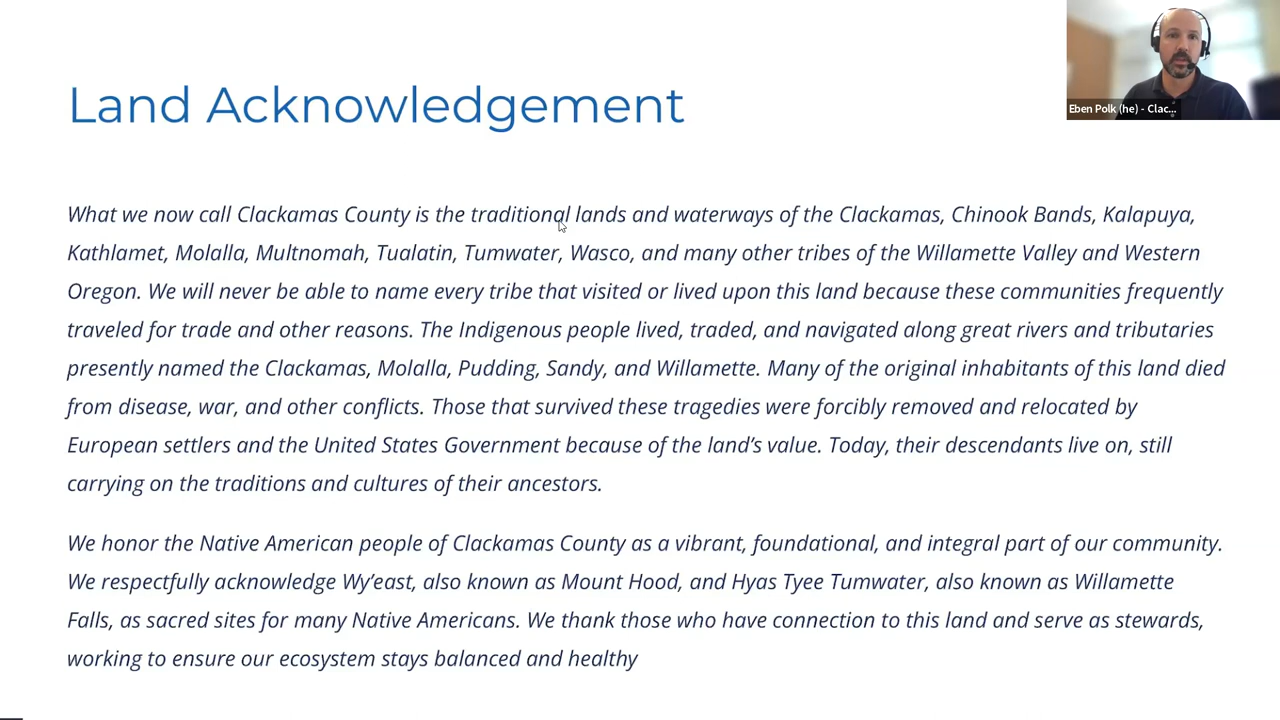 Land Acknowledgement
Eben Polk (he) - Clac...
What we now call Clackamas County is the traditional lands and waterways of the Clackamas, Chinook Bands, Kalapuya,
Kathlamet, Molalla, Multnomah, Tualatin, Tumwater, Wasco, and many other tribes of the Willamette Valley and Western
Oregon. We will never be able to name every tribe that visited or lived upon this land because these communities frequently
traveled for trade and other reasons. The Indigenous people lived, traded, and navigated along great rivers and tributaries
presently named the Clackamas, Molalla, Pudding, Sandy, and Willamette. Many of the original inhabitants of this land died
from disease, war, and other conflicts. Those that survived these tragedies were forcibly removed and relocated by
European settlers and the United States Government because of the land’s value. Today, their descendants live on, still
carrying on the traditions and cultures of their ancestors.
We honor the Native American people of Clackamas County as a vibrant, foundational, and integral part of our community.
We respectfully acknowledge Wy’east, also known as Mount Hood, and Hyas Tyee Tumwater, also known as Willamette
Falls, as sacred sites for many Native Americans. We thank those who have connection to this land and serve as stewards,
working to ensure our ecosystem stays balanced and healthy